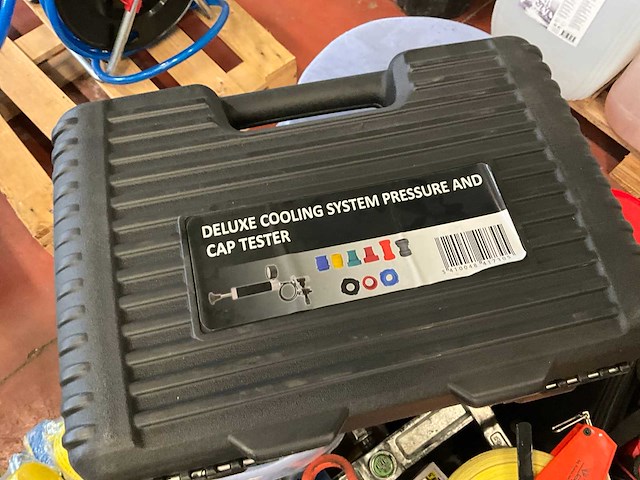 DELUXE COOLING SYSTEM PRESSURE AND
CAP TESTER